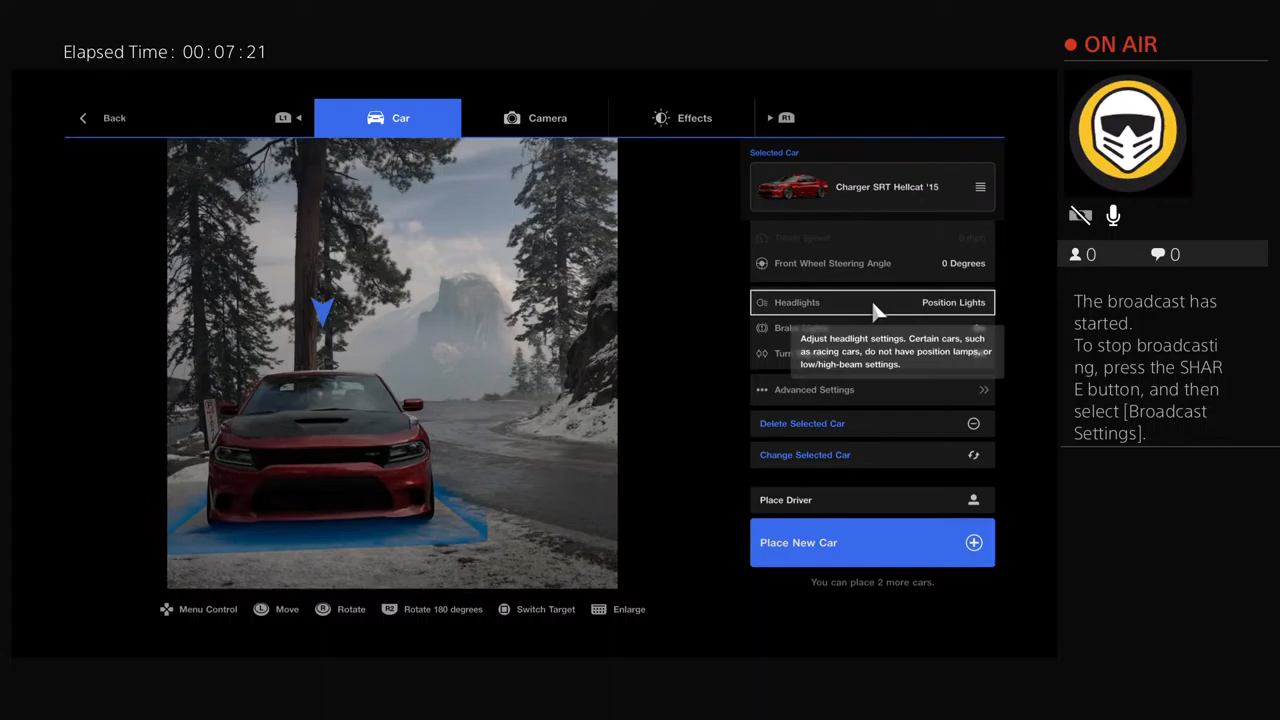 Elapsed Time: 00:07:21
ON AIR
Back
L1
Car
Camera
Effects
R1
Selected Car
Charger SRT Hellcat '15
Front Wheel Steering Angle 0 Degrees
Headlights Position Lights
Adjust headlight settings. Certain cars, such
as racing cars, do not have position lamps, or
low/high-beam settings.
Advanced Settings
Delete Selected Car
Change Selected Car
Place Driver
Place New Car
You can place 2 more cars.
Menu Control
L Move
R Rotate
R2 Rotate 180 degrees
Switch Target
Enlarge
0
0
The broadcast has
started.
To stop broadcasti
ng, press the SHAR
E button, and then
select [Broadcast
Settings].